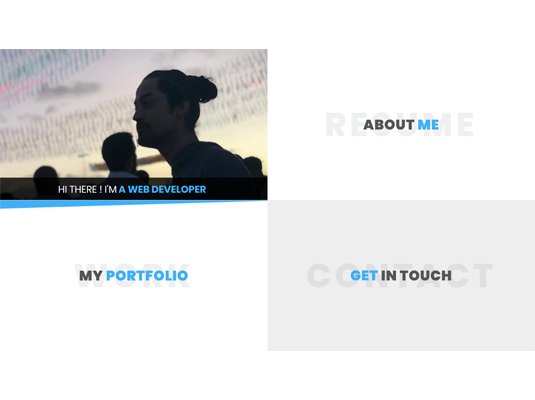 RESUME
ABOUT ME
HI THERE ! I'M A WEB DEVELOPER
WORK
MY PORTFOLIO
CONTACT
GET IN TOUCH